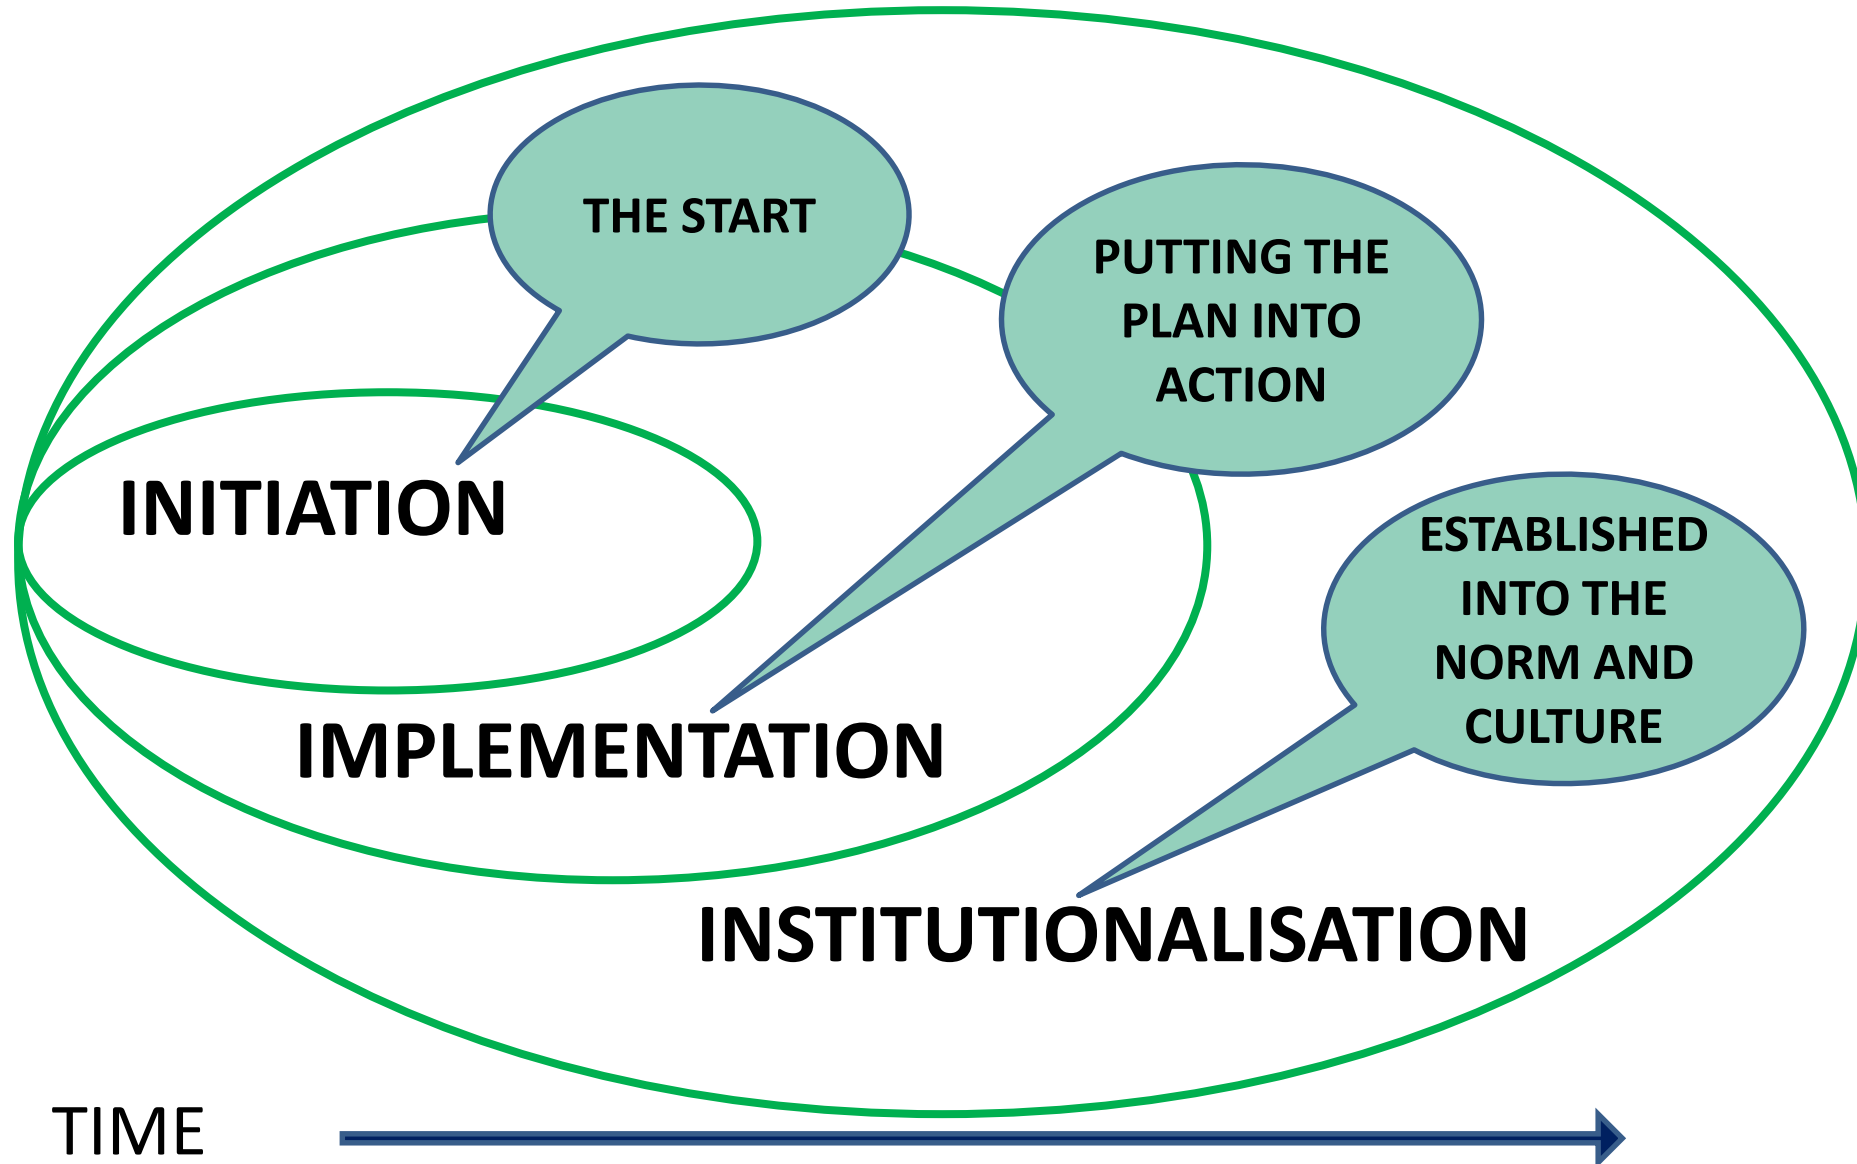 THE START
PUTTING THE
PLAN INTO
ACTION
INITIATION
ESTABLISHED
INTO THE
NORM AND
CULTURE
IMPLEMENTATION
INSTITUTIONALISATION
TIME